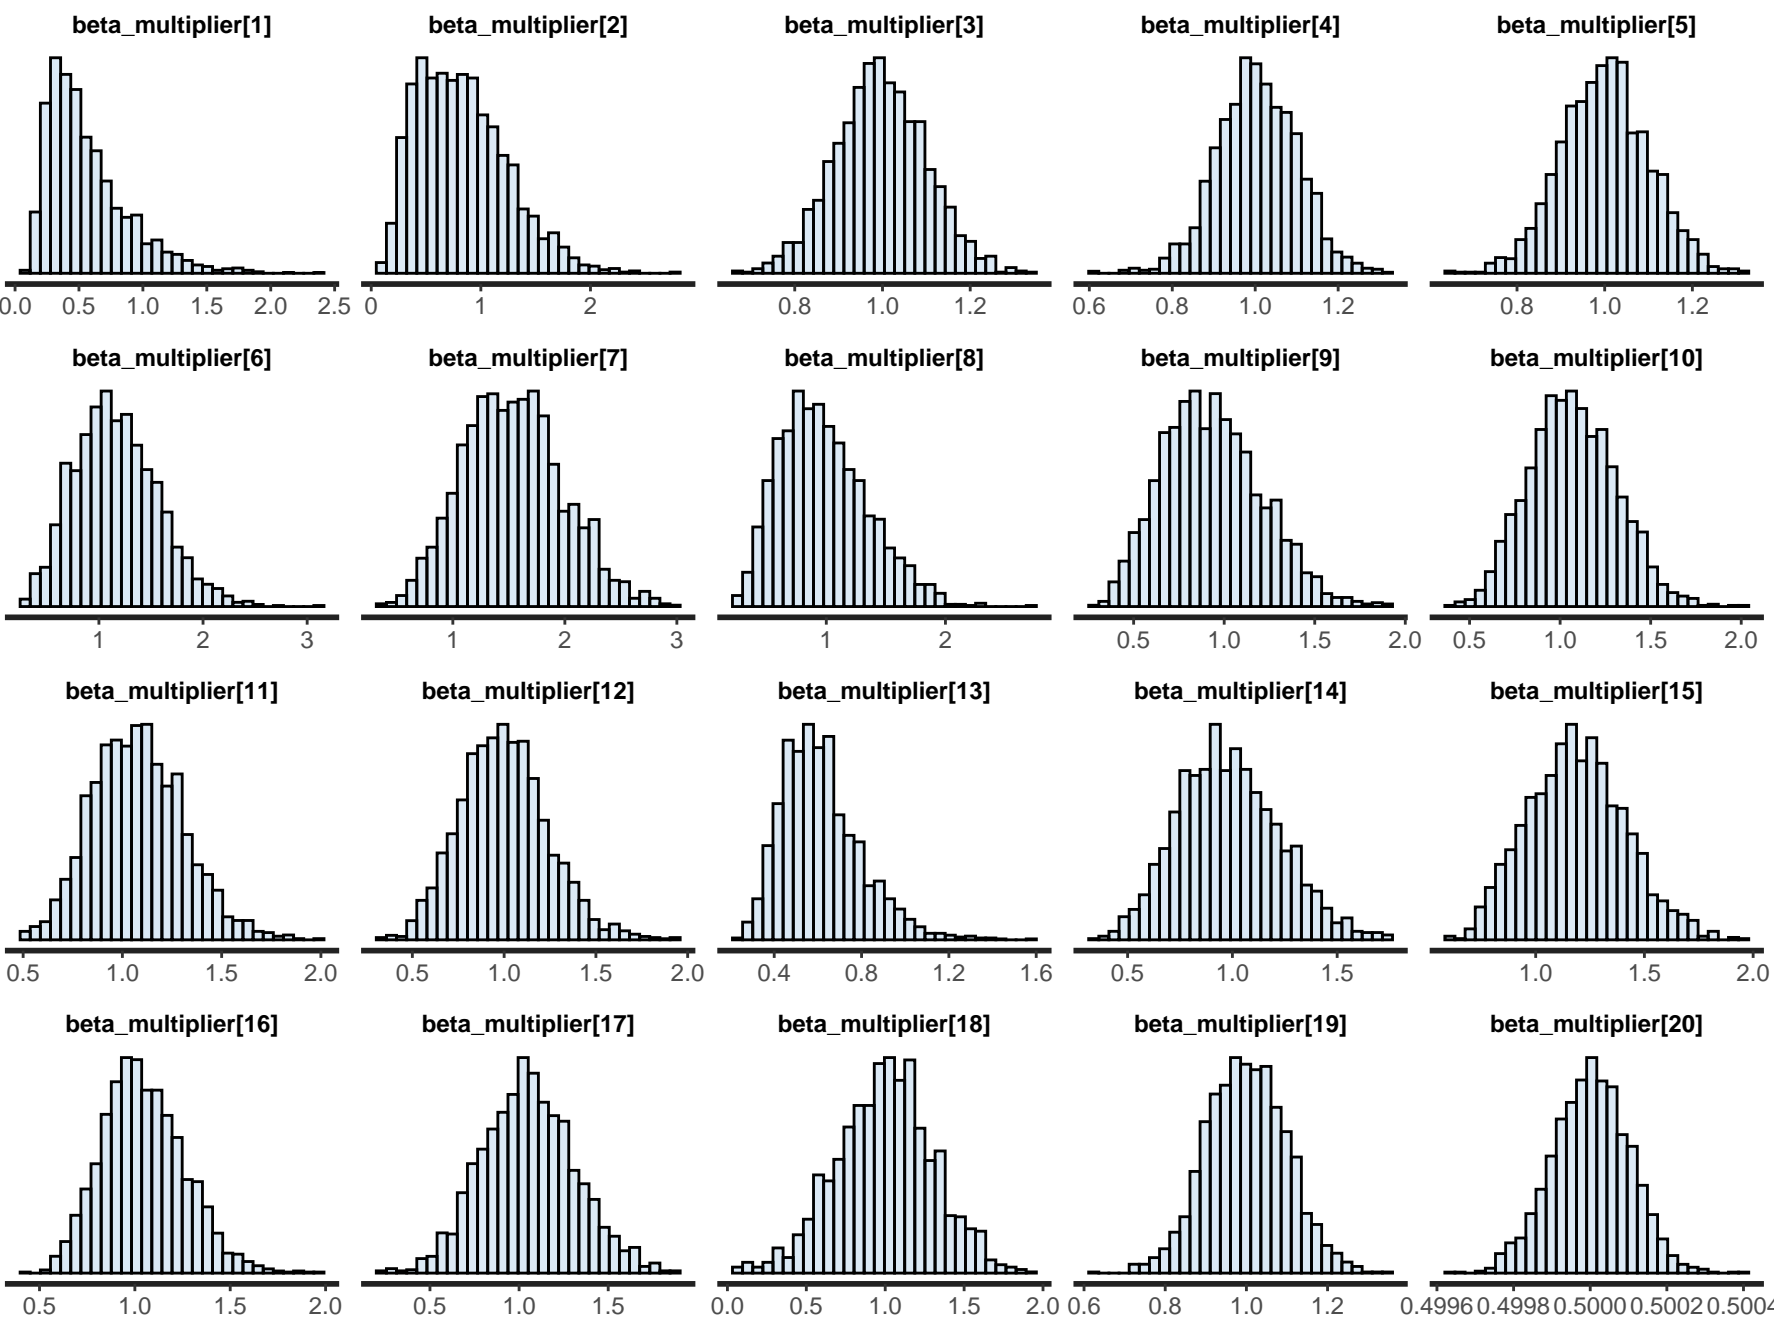 beta_multiplier[1] beta_multiplier[2] beta_multiplier[3] beta_multiplier[4] beta_multiplier[5]
0.0 0.5 1.0 1.5 2.0 2.5 0 1 2 0.8 1.0 1.2 0.6 0.8 1.0 1.2 0.8 1.0 1.2
beta_multiplier[6] beta_multiplier[7] beta_multiplier[8] beta_multiplier[9] beta_multiplier[10]
1 2 3 1 2 3 1 2 0.5 1.0 1.5 2.0 0.5 1.0 1.5 2.0
beta_multiplier[11] beta_multiplier[12] beta_multiplier[13] beta_multiplier[14] beta_multiplier[15]
0.5 1.0 1.5 2.0 0.5 1.0 1.5 2.0 0.4 0.8 1.2 1.6 0.5 1.0 1.5 1.0 1.5 2.0
beta_multiplier[16] beta_multiplier[17] beta_multiplier[18] beta_multiplier[19] beta_multiplier[20]
0.5 1.0 1.5 2.0 0.5 1.0 1.5 0.0 0.5 1.0 1.5 2.0 0.6 0.8 1.0 1.2 0.4996 0.4998 0.5000 0.5002 0.5004